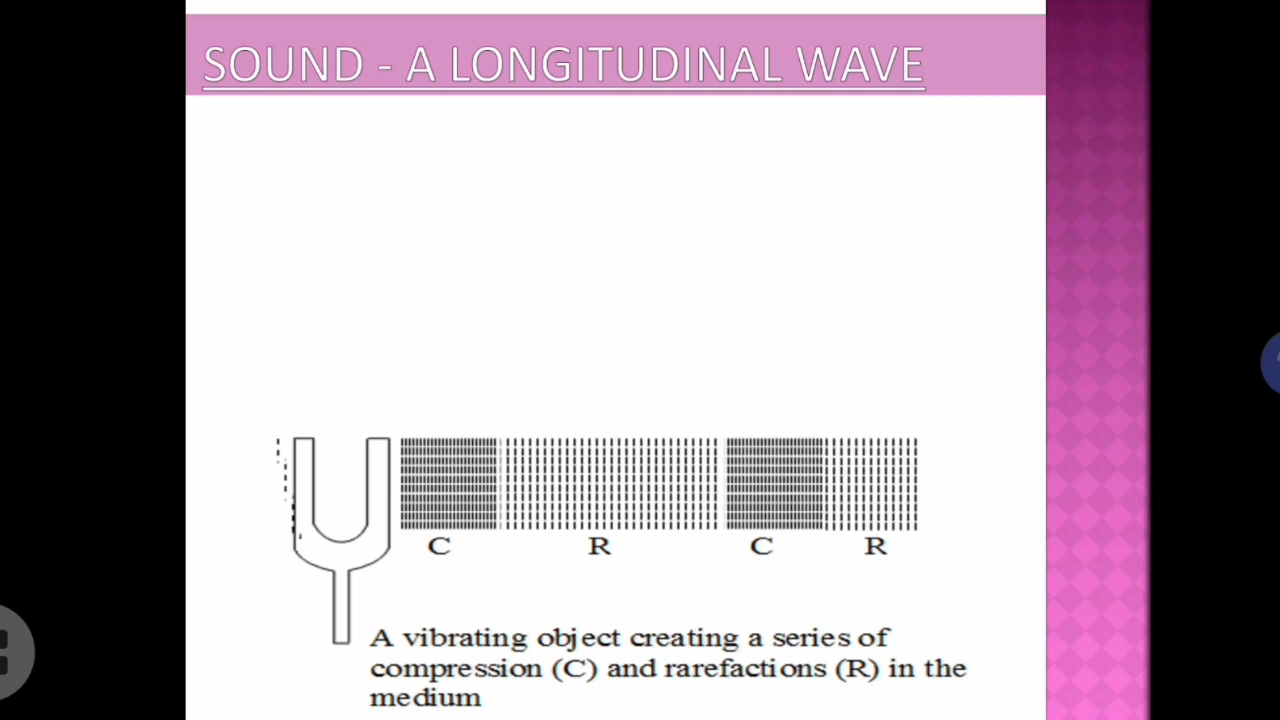 SOUND - A LONGITUDINAL WAVE
C R C R
A vibrating object creating a series of
compression (C) and rarefactions (R) in the
medium